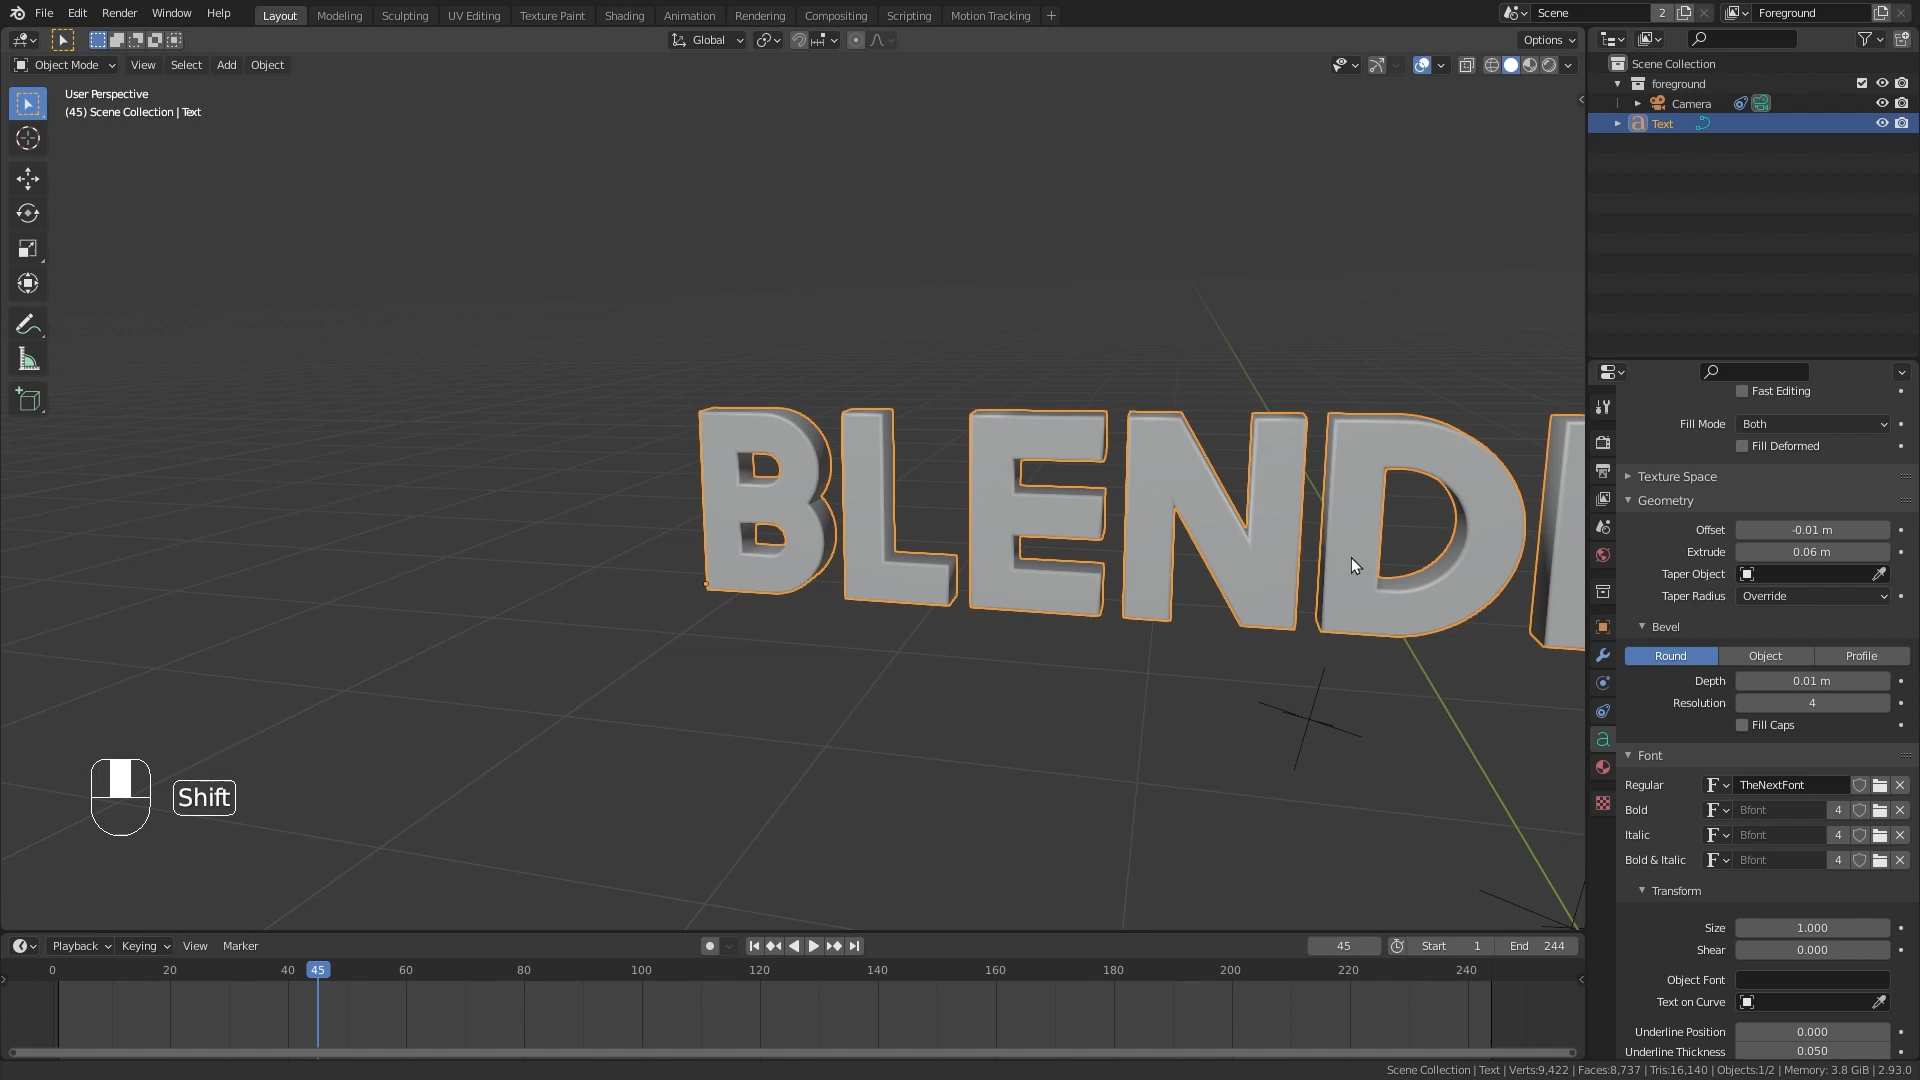 File Edit Render Window Help Layout Modeling Sculpting UV Editing Texture Paint Shading Animation Rendering Compositing Scripting Motion Tracking + Scene 2 Foreground
Global Options
Object Mode View Select Add Object
User Perspective
(45) Scene Collection | Text
Scene Collection
foreground
Camera
Text
BLEND
Shift
Fast Editing
Fill Mode Both
Fill Deformed
Texture Space
Geometry
Offset -0.01 m
Extrude 0.06 m
Taper Object
Taper Radius Override
Bevel
Round Object Profile
Depth 0.01 m
Resolution 4
Fill Caps
Font
Regular F TheNextFont
Bold F Bfont 4
Italic F Bfont 4
Bold & Italic F Bfont 4
Transform
Size 1.000
Shear 0.000
Object Font
Text on Curve
Underline Position 0.000
Underline Thickness 0.050
Playback Keying View Marker 45 Start 1 End 244
0 20 40 45 60 80 100 120 140 160 180 200 220 240
Scene Collection | Text | Verts:9,422 | Faces:8,737 | Tris:16,140 | Objects:1/2 | Memory: 3.8 GiB | 2.93.0